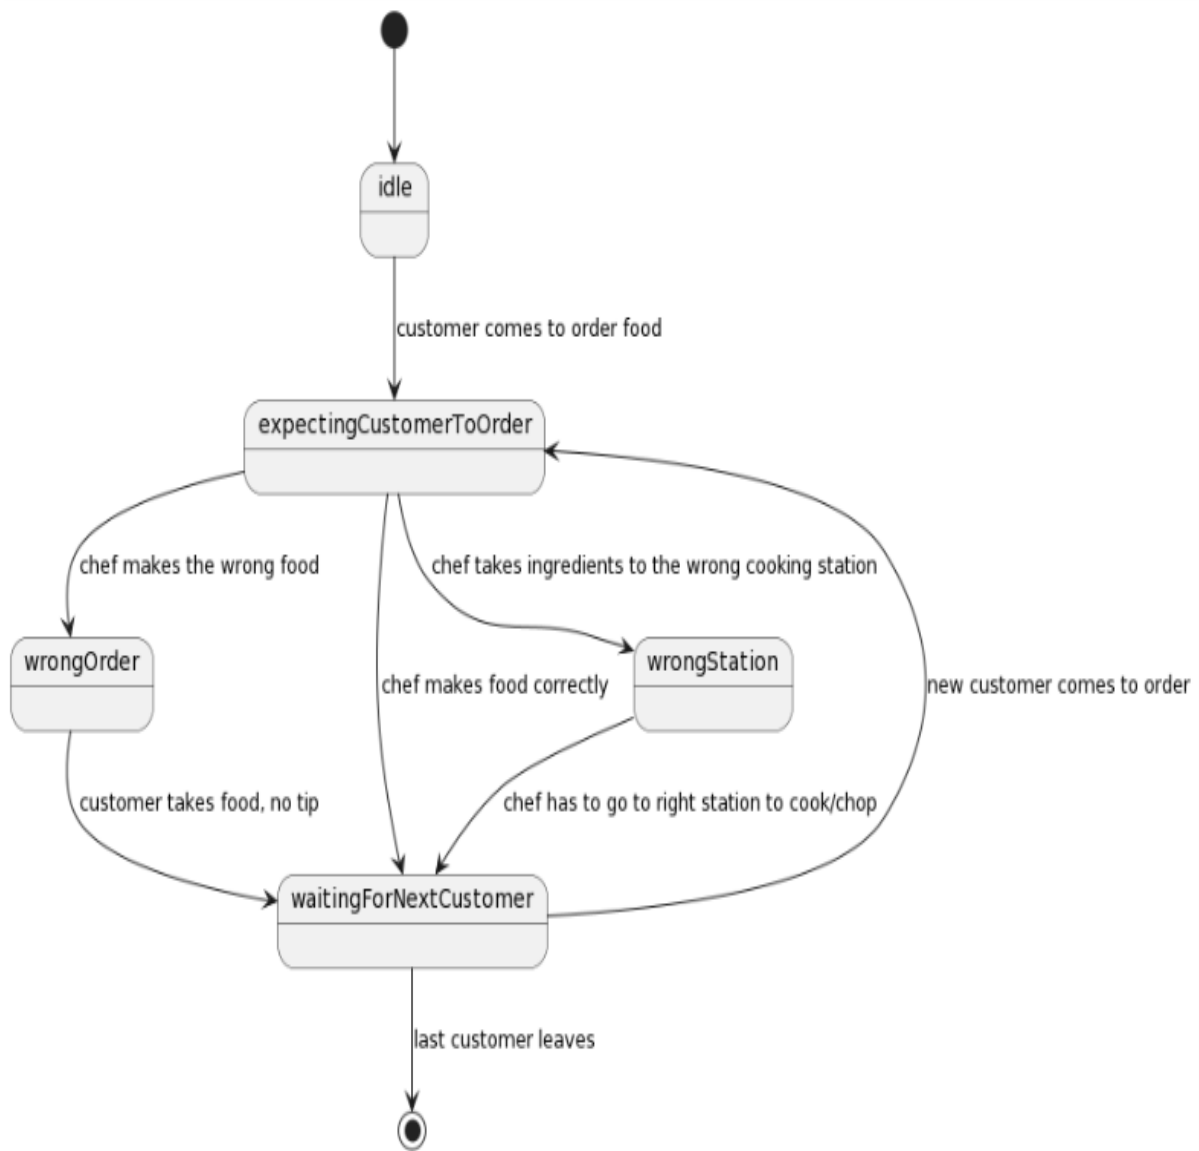 idle
customer comes to order food
expectingCustomerToOrder
chef makes the wrong food
chef takes ingredients to the wrong cooking station
wrongOrder
chef makes food correctly
wrongStation
new customer comes to order
customer takes food, no tip
chef has to go to right station to cook/chop
waitingForNextCustomer
last customer leaves